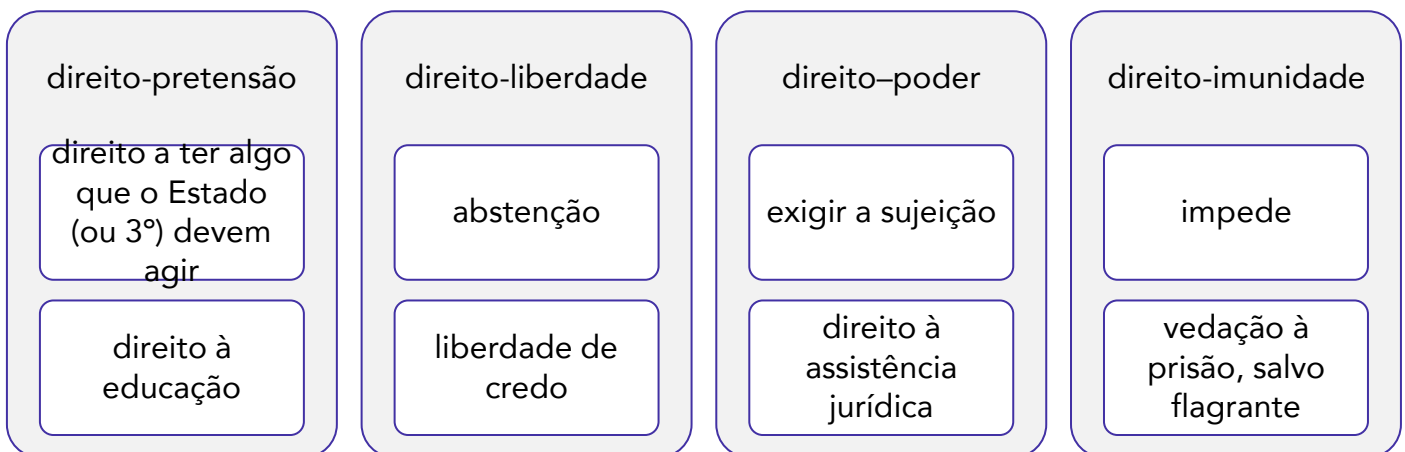 direito-pretensão
direito a ter algo
que o Estado
(ou 3º) devem
agir
direito à
educação
direito-liberdade
abstenção
liberdade de
credo
direito–poder
exigir a sujeição
direito à
assistência
jurídica
direito-imunidade
impede
vedação à
prisão, salvo
flagrante